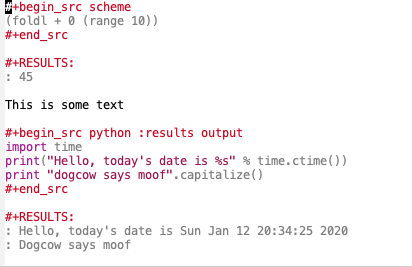 #+begin_src scheme
(foldl + 0 (range 10))
#+end_src
#+RESULTS:
: 45
This is some text
#+begin_src python :results output
import time
print("Hello, today's date is %s" % time.ctime())
print "dogcow says moof".capitalize()
#+end_src
#+RESULTS:
: Hello, today's date is Sun Jan 12 20:34:25 2020
: Dogcow says moof